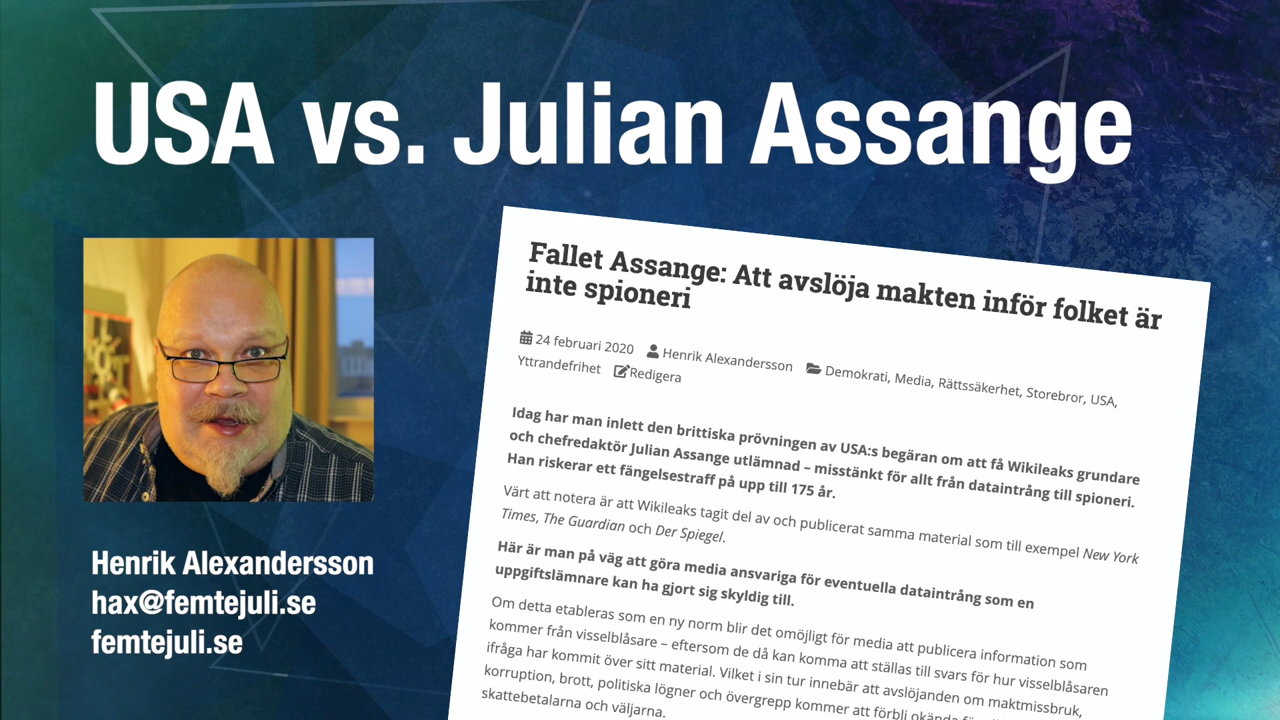 USA vs. Julian Assange
Fallet Assange: Att avslöja makten inför folket är
inte spioneri
24 februari 2020 Henrik Alexandersson Demokrati, Media, Rättssäkerhet, Storebror, USA,
Yttrandefrihet Redigera
Idag har man inlett den brittiska prövningen av USA:s begäran om att få Wikileaks grundare
och chefredaktör Julian Assange utlämnad – misstänkt för allt från dataintrång till spioneri.
Han riskerar ett fängelsestraff på upp till 175 år.
Värt att notera är att Wikileaks tagit del av och publicerat samma material som till exempel New York
Times, The Guardian och Der Spiegel.
Här är man på väg att göra media ansvariga för eventuella dataintrång som en
uppgiftslämnare kan ha gjort sig skyldig till.
Om detta etableras som en ny norm blir det omöjligt för media att publicera information som
kommer från visselblåsare – eftersom de då kan komma att ställas till svars för hur visselblåsaren
ifråga har kommit över sitt material. Vilket i sin tur innebär att avslöjanden om maktmissbruk,
korruption, brott, politiska lögner och övergrepp kommer att förbli okända
skattebetalarna och väljarna.
Henrik Alexandersson
hax@femtejuli.se
femtejuli.se